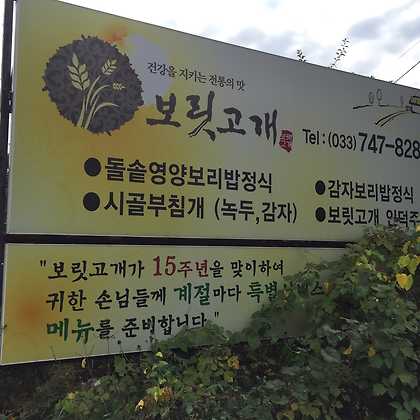 건강을 지키는 전통의 맛
보릿고개
Tel : (033) 747-828
●돌솥영양보리밥정식
●감자보리밥정식
●시골부침개 (녹두,감자)
●보릿고개 안덕주
"보릿고개가 15주년을 맞이하여
귀한 손님들께 계절마다 특별
메뉴를 준비합니다"